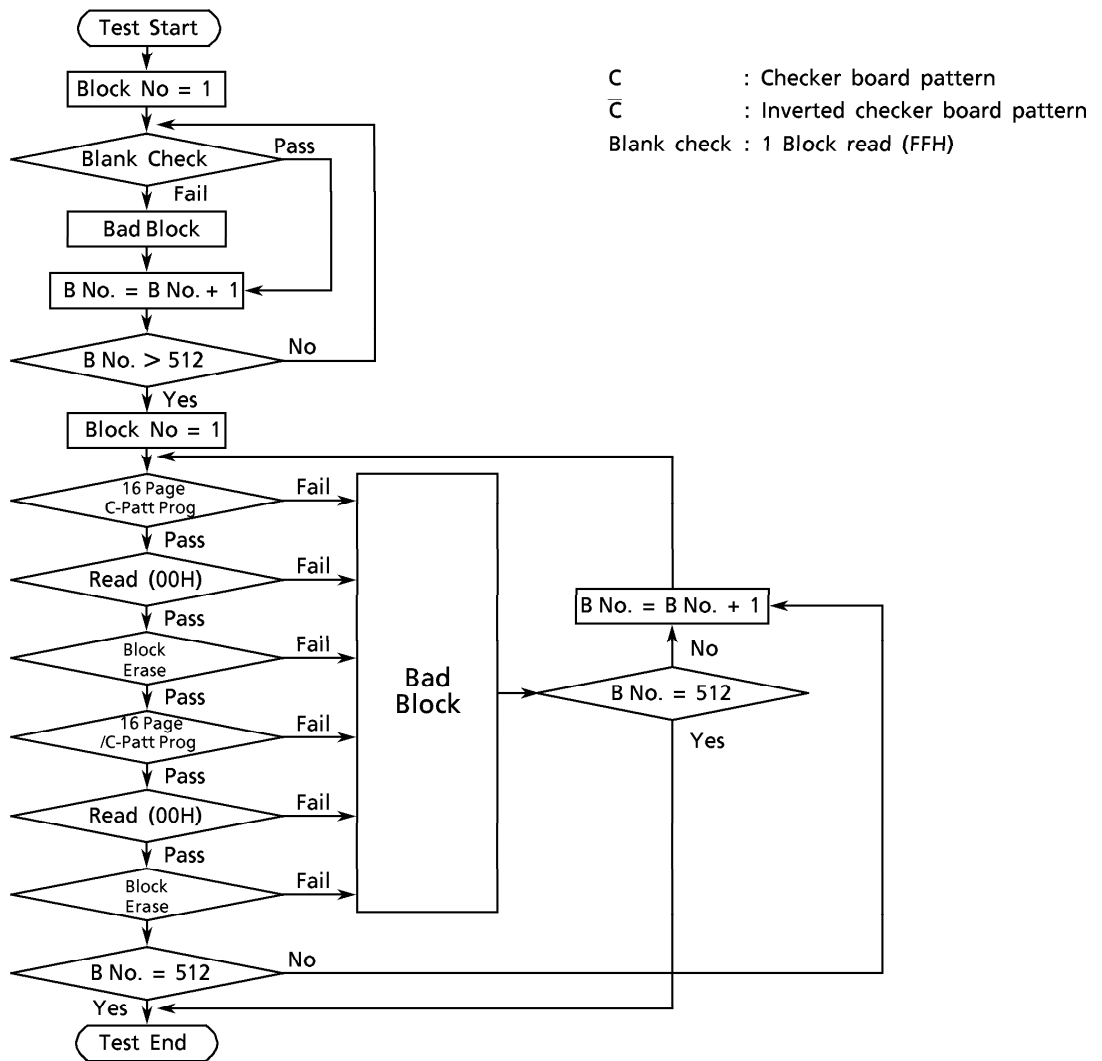 Test Start
Block No = 1
Blank Check
Pass
Fail
Bad Block
B No. = B No. + 1
B No. > 512
No
Yes
Block No = 1
16 Page
C-Patt Prog
Fail
Pass
Read (00H)
Fail
Pass
Block
Erase
Fail
Pass
16 Page
/C-Patt Prog
Fail
Pass
Read (00H)
Fail
Pass
Block
Erase
Fail
B No. = 512
No
Yes
Test End
Bad
Block
B No. = B No. + 1
No
B No. = 512
Yes
C : Checker board pattern
C̅ : Inverted checker board pattern
Blank check : 1 Block read (FFH)